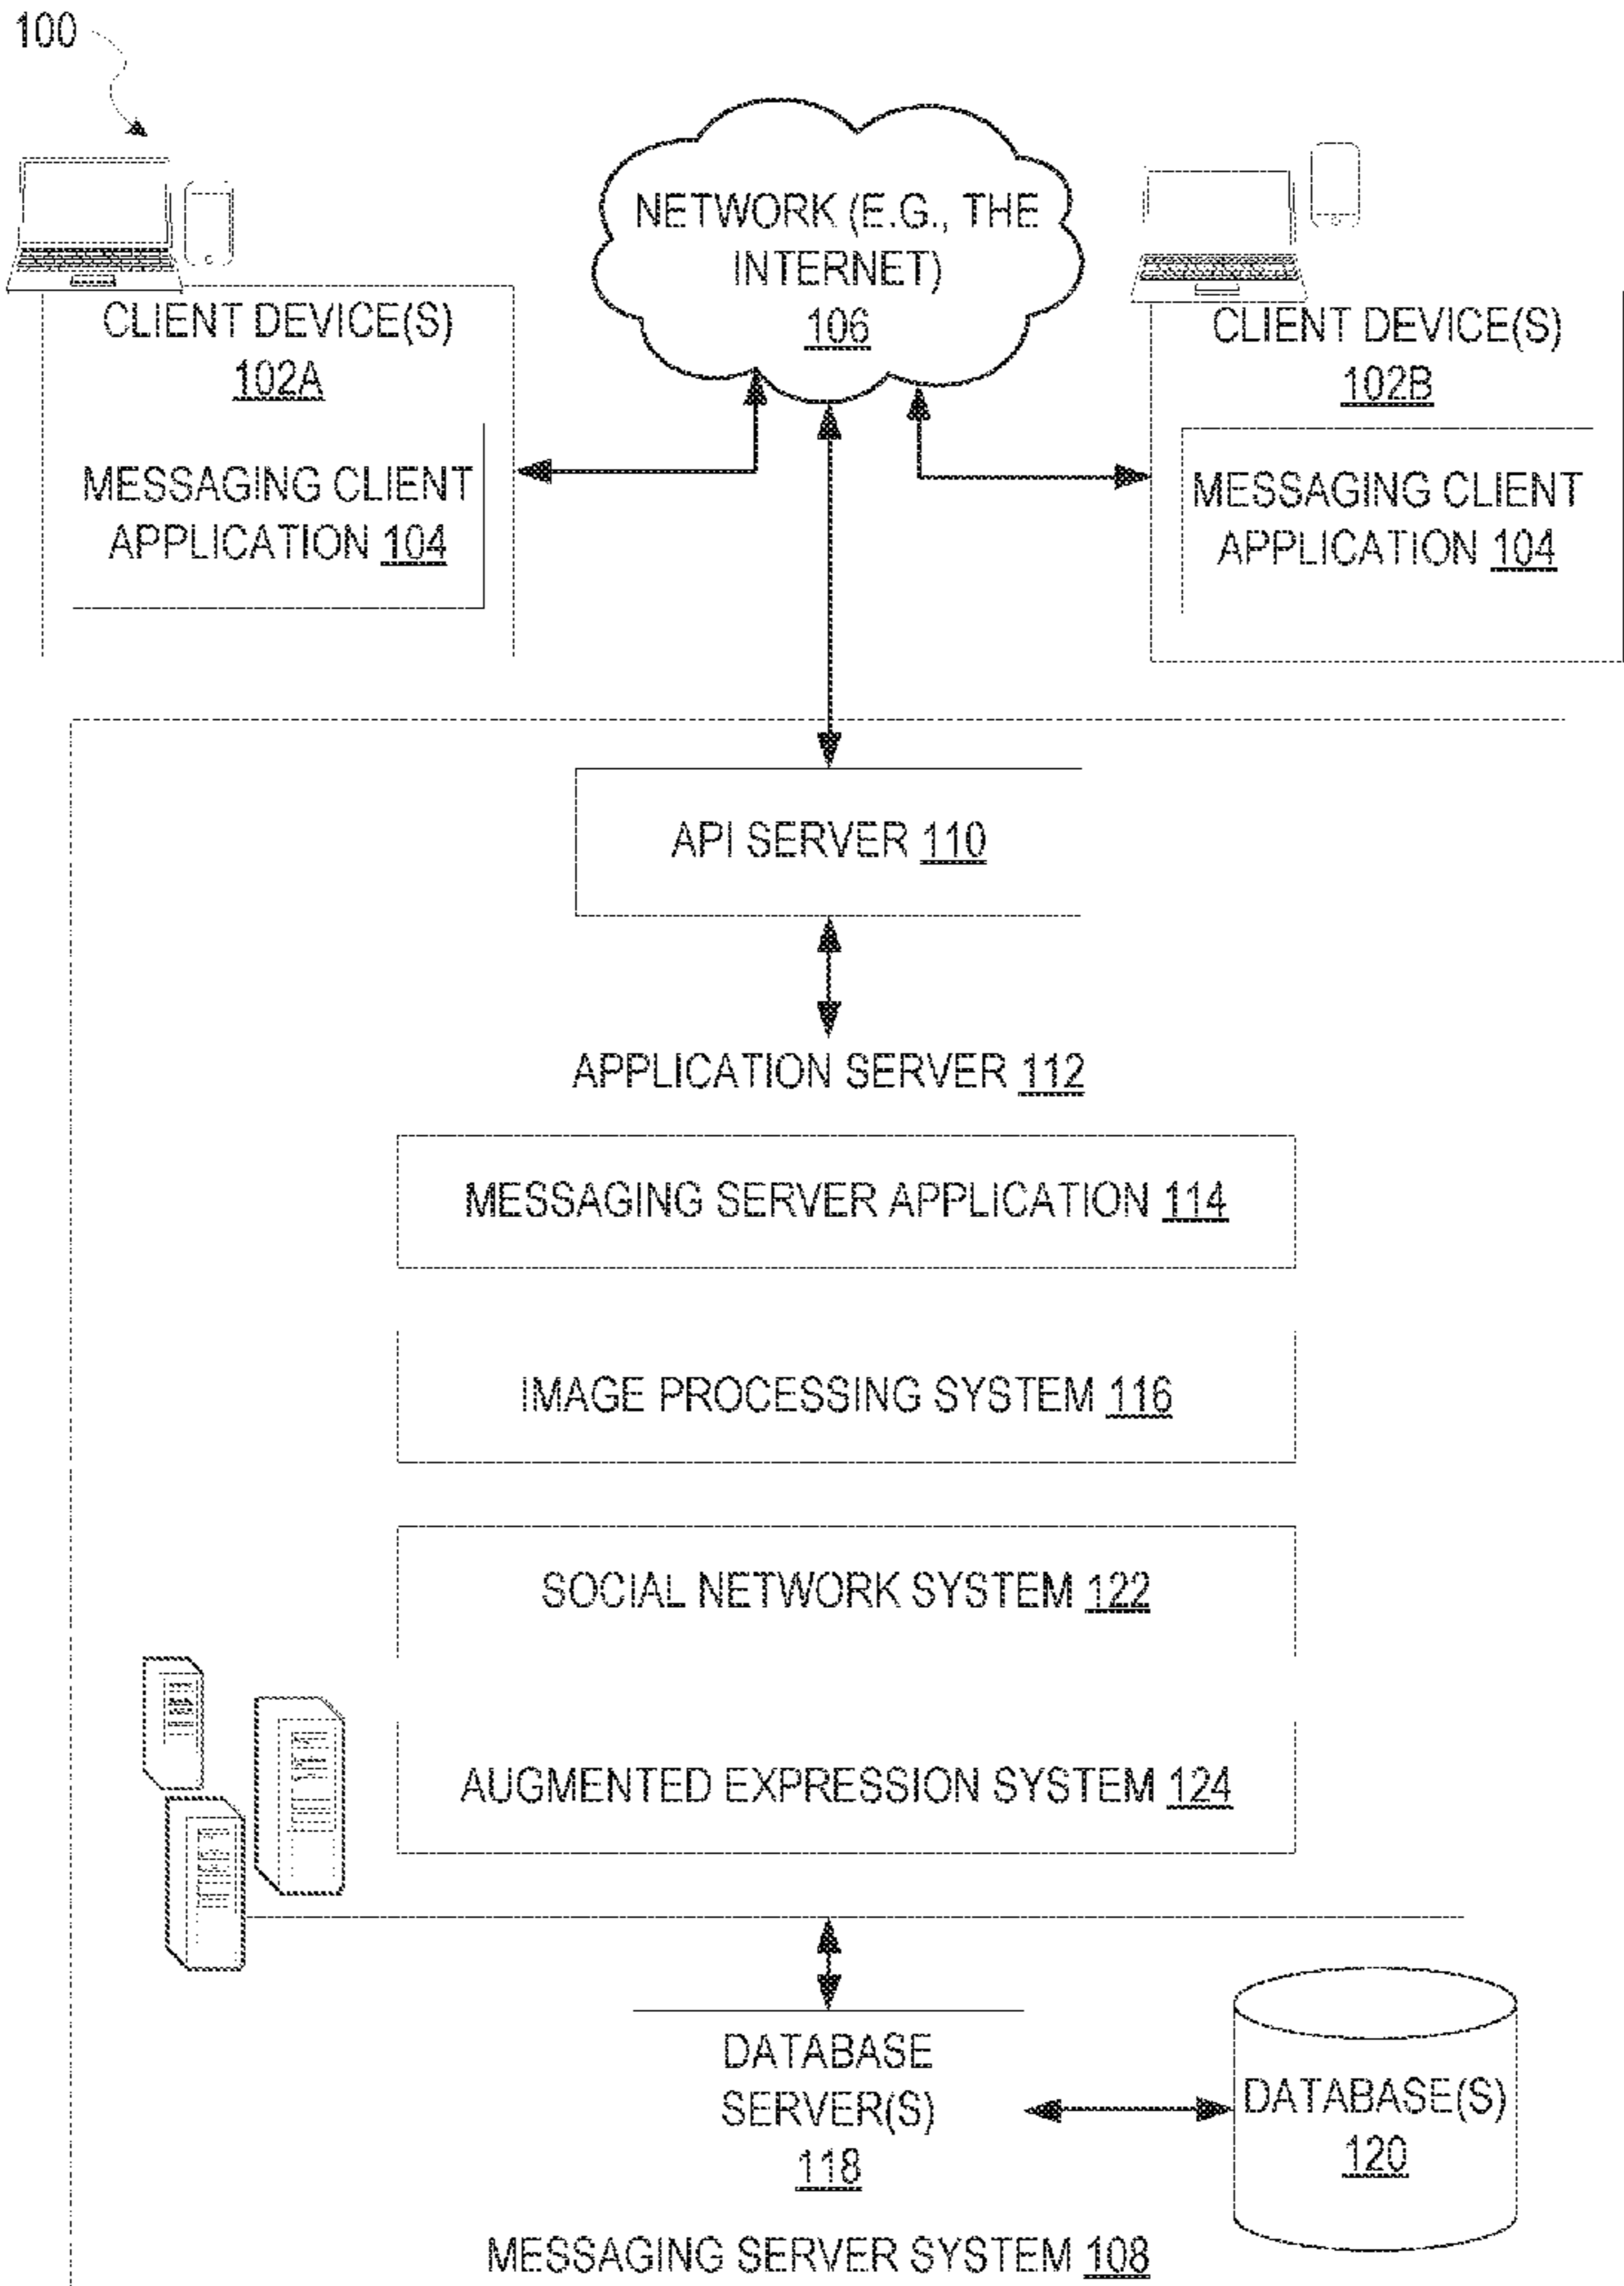 100
NETWORK (E.G., THE
INTERNET)
106
CLIENT DEVICE(S)
102A
MESSAGING CLIENT
APPLICATION 104
CLIENT DEVICE(S)
102B
MESSAGING CLIENT
APPLICATION 104
API SERVER 110
APPLICATION SERVER 112
MESSAGING SERVER APPLICATION 114
IMAGE PROCESSING SYSTEM 116
SOCIAL NETWORK SYSTEM 122
AUGMENTED EXPRESSION SYSTEM 124
DATABASE
SERVER(S)
118
DATABASE(S)
120
MESSAGING SERVER SYSTEM 108